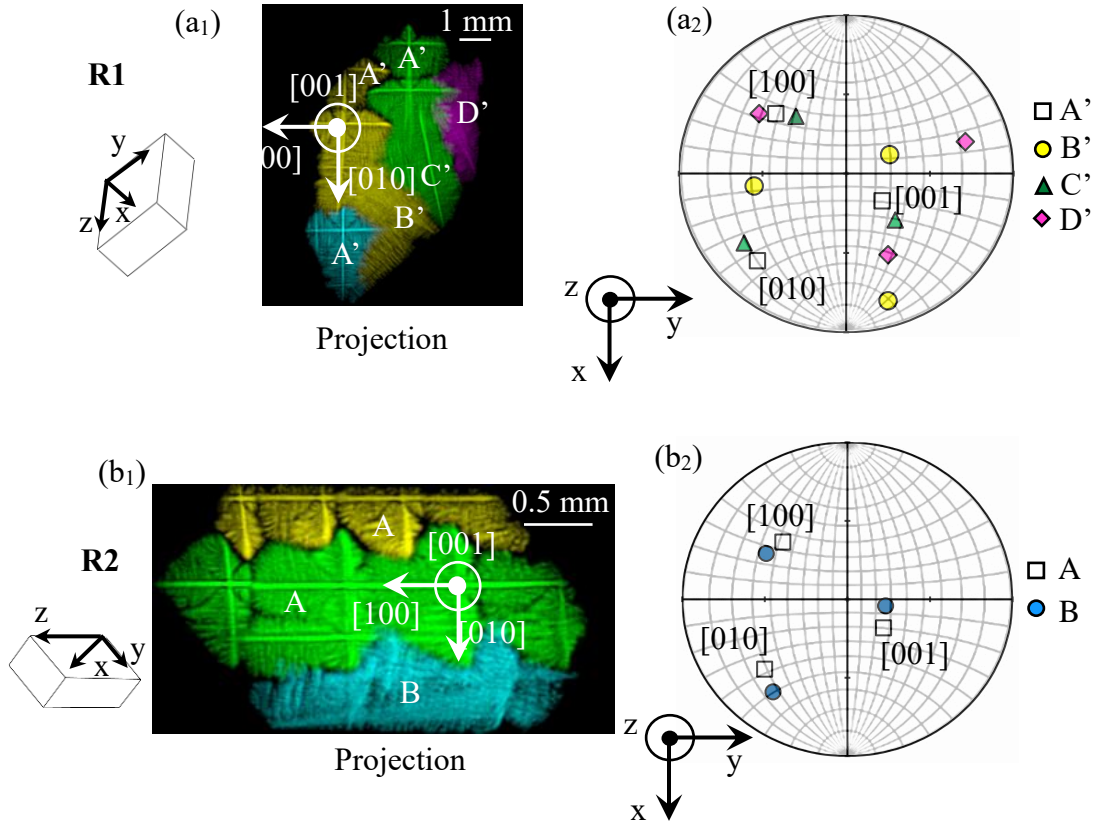 (a1)
1 mm
R1
A’
A’
[001]
D’
00]
[010]
C’
B’
A’
y
x
z
Projection
(a2)
[100]
[001]
[010]
A’
B’
C’
D’
z
y
x
(b1)
0.5 mm
R2
A
[001]
A
[100]
[010]
B
z
x
y
Projection
(b2)
[100]
[010]
[001]
A
B
z
y
x